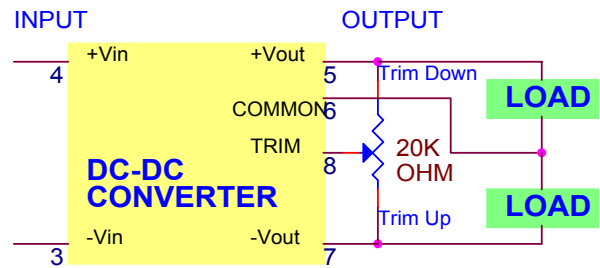 INPUT
OUTPUT
+Vin
+Vout
4
5
Trim Down
LOAD
COMMON
6
TRIM
8
20K
OHM
DC-DC
CONVERTER
LOAD
Trim Up
-Vin
-Vout
3
7